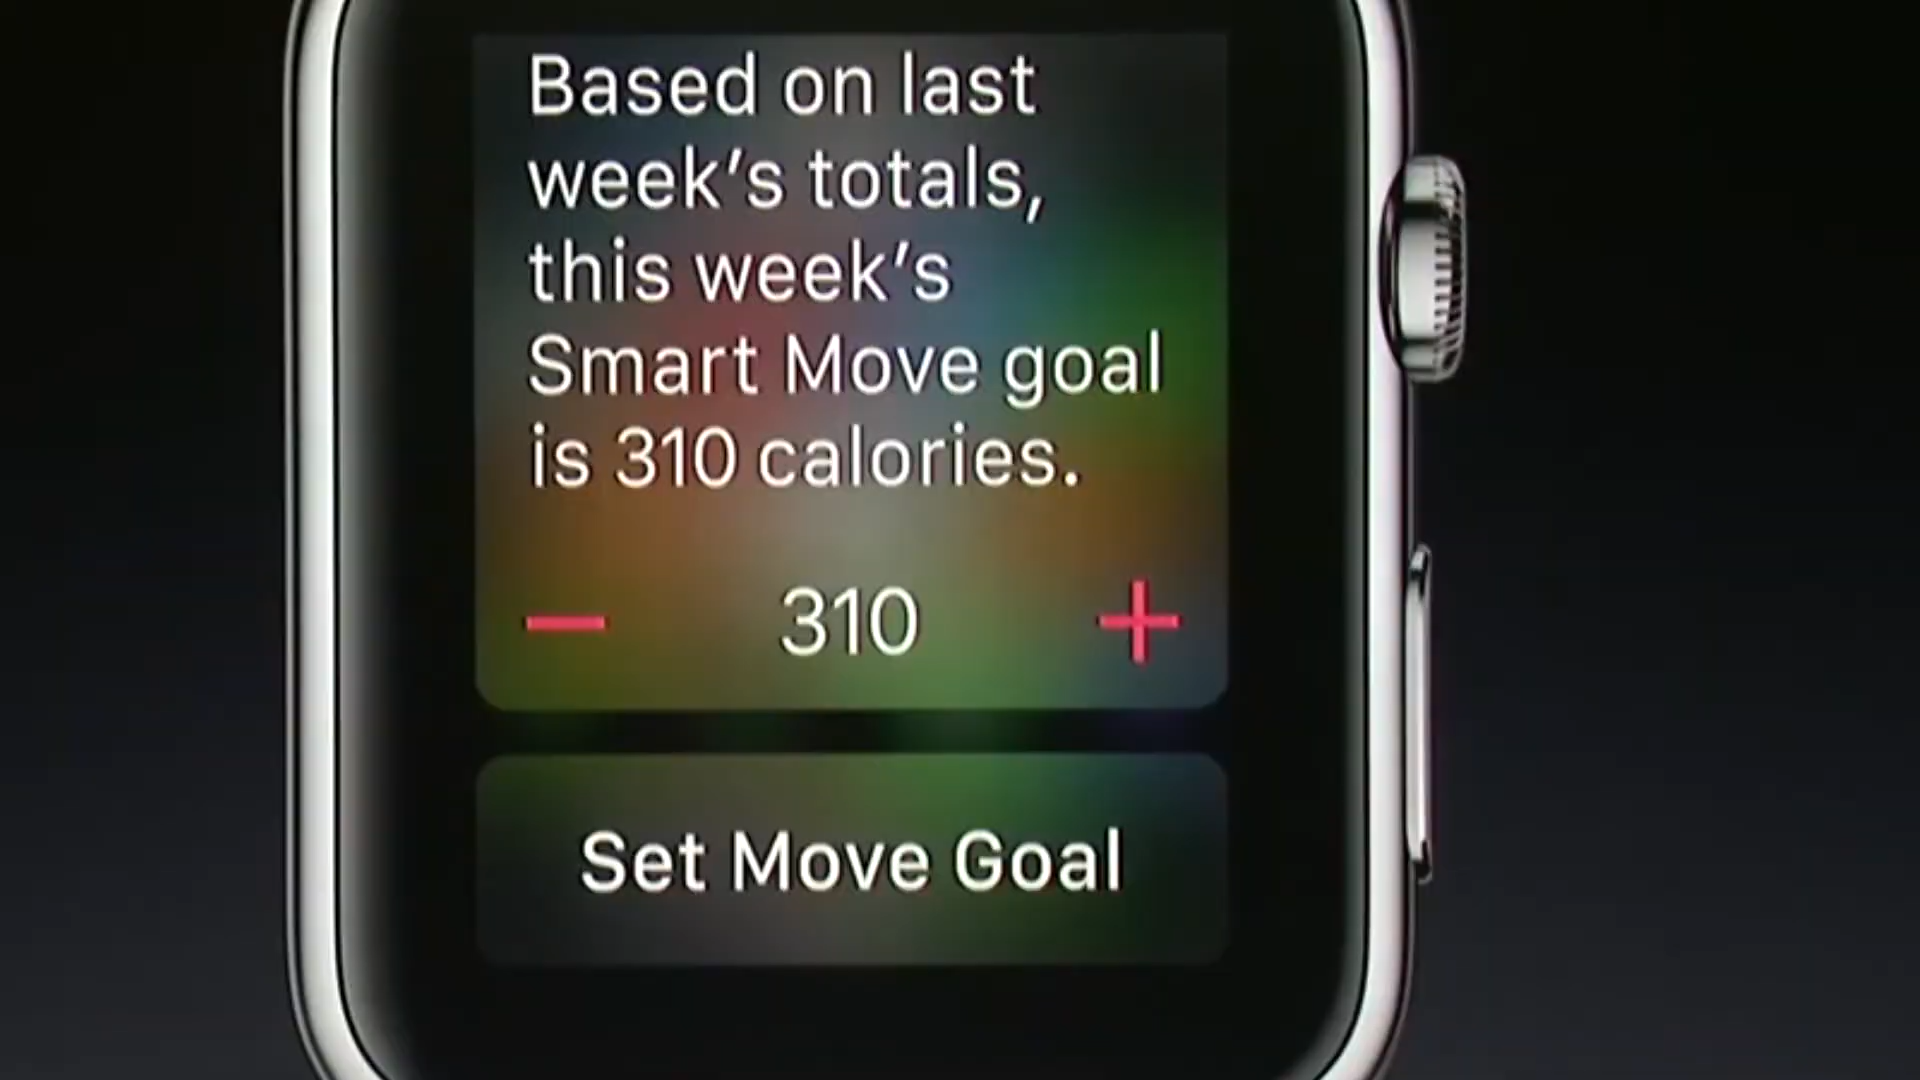 Based on last
week's totals,
this week's
Smart Move goal
is 310 calories.
− 310 +
Set Move Goal